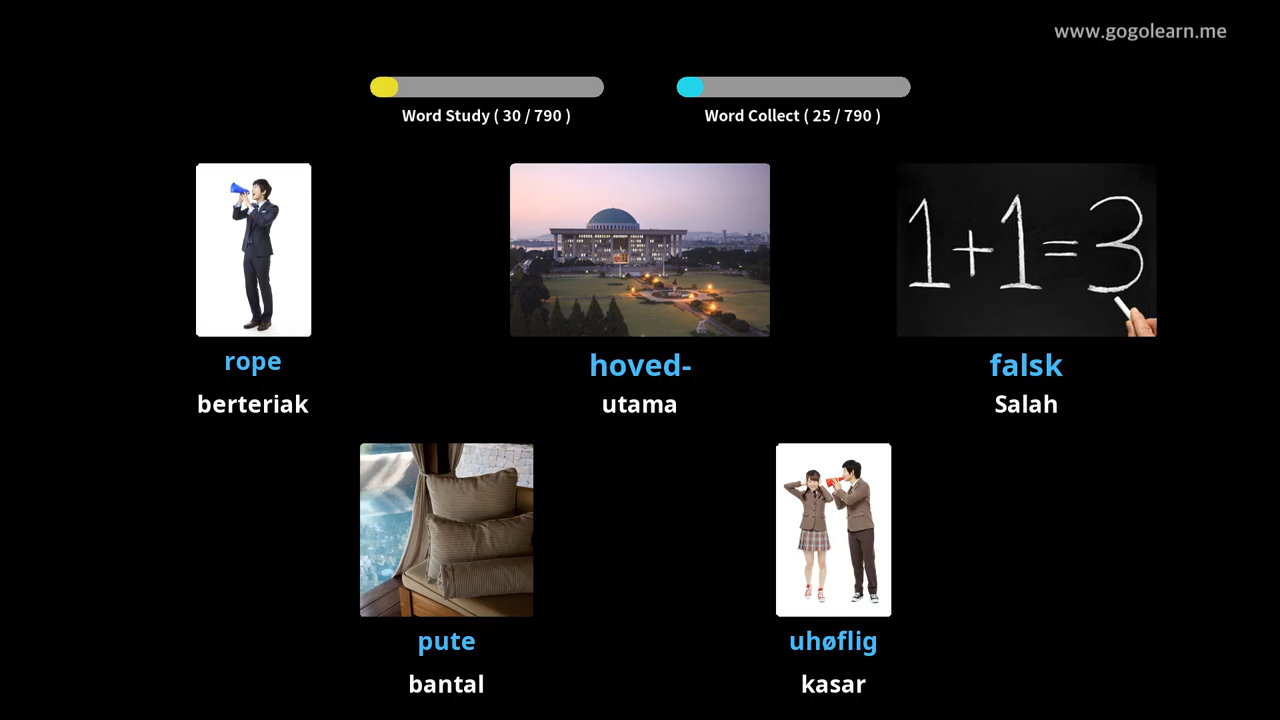 www.gogolearn.me
Word Study ( 30 / 790 )
Word Collect ( 25 / 790 )
1+1=3
rope
hoved-
falsk
berteriak
utama
Salah
pute
uhøflig
bantal
kasar